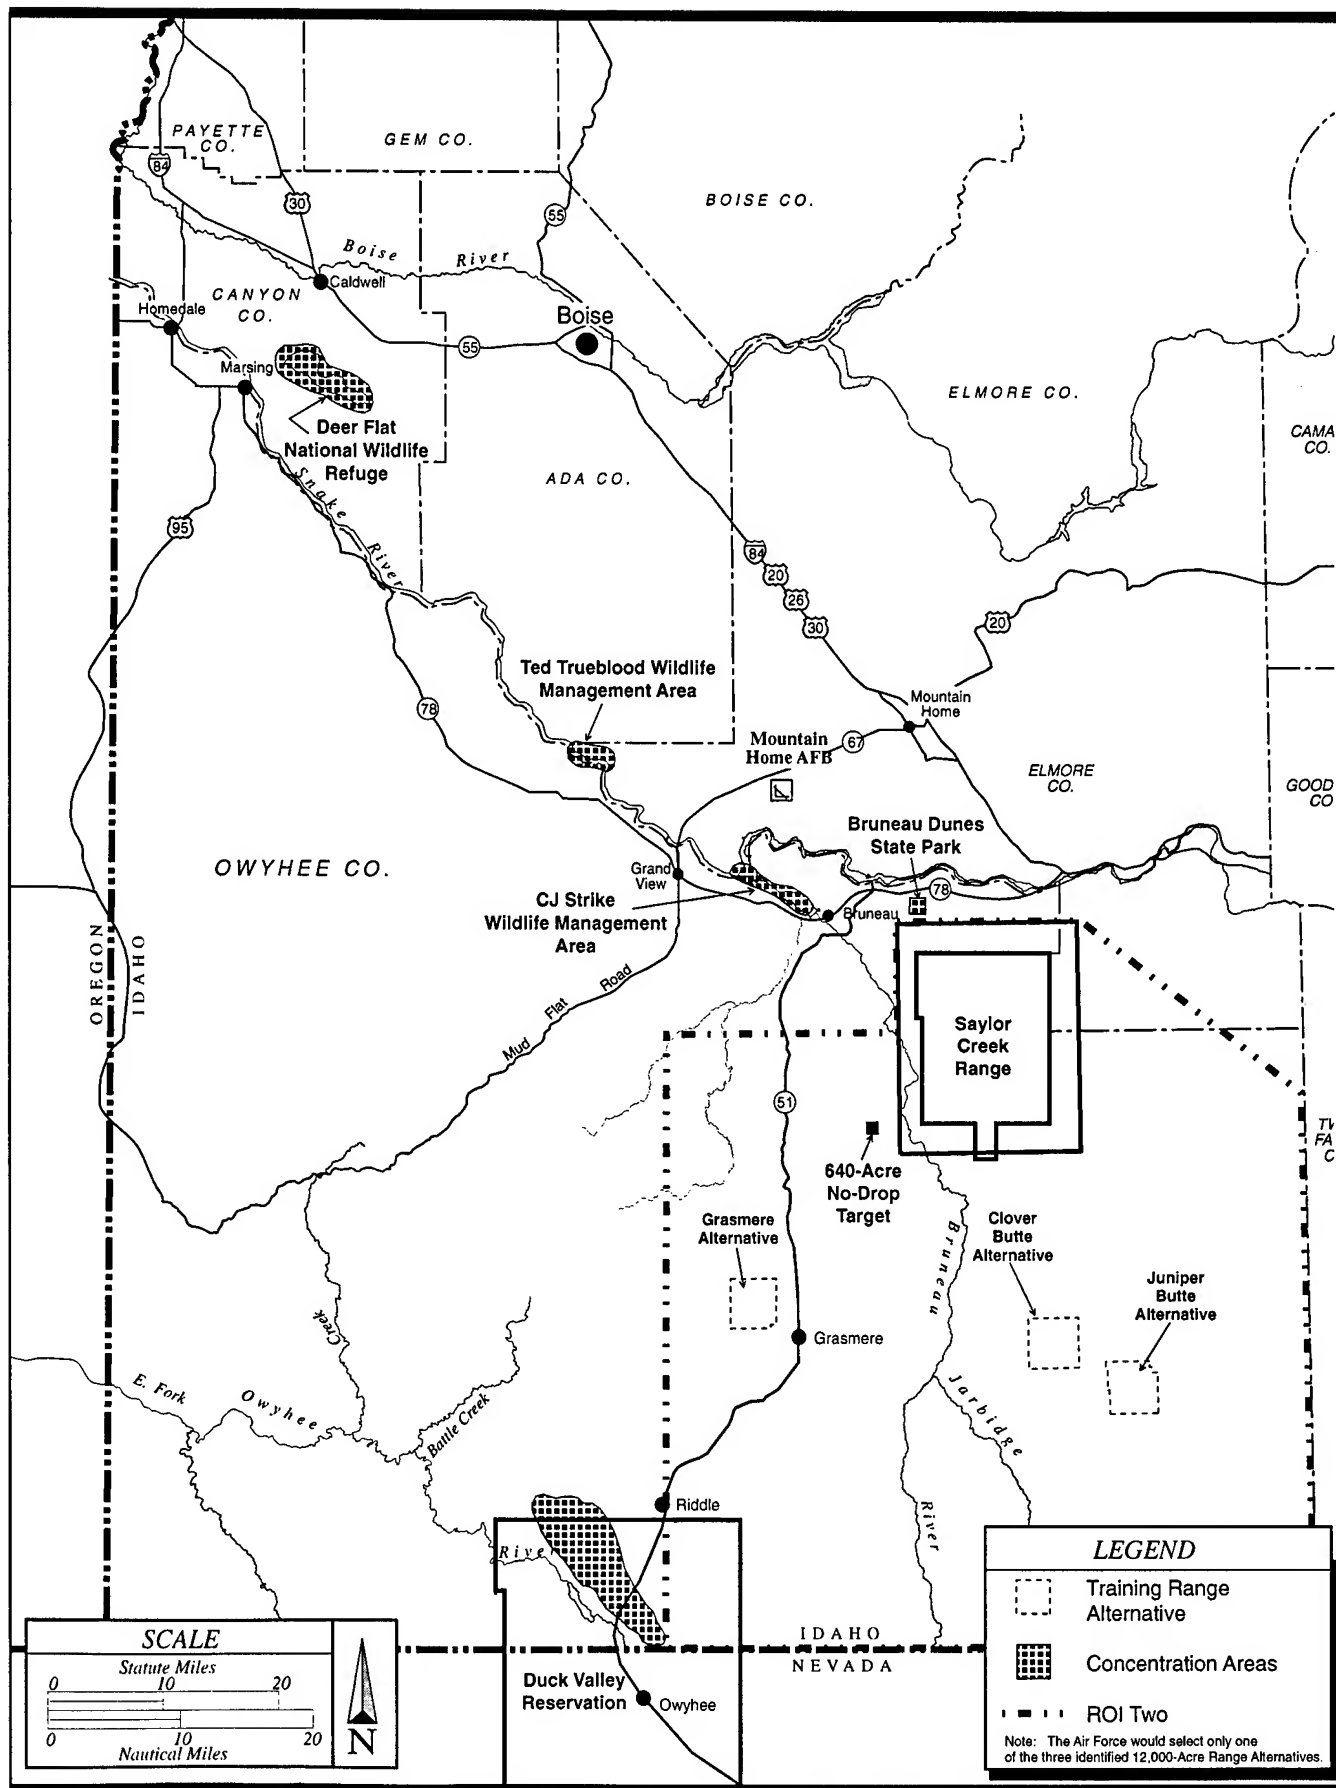 PAYETTE
CO.
GEM CO.
BOISE CO.
84
30
55
Boise River
Caldwell
CANYON
CO.
Homedale
Boise
55
Marsing
ELMORE CO.
CAMA
CO.
Deer Flat
National Wildlife
Refuge
ADA CO.
Snake
River
95
84
20
26
30
20
Ted Trueblood Wildlife
Management Area
78
Mountain
Home
67
Mountain
Home AFB
ELMORE
CO.
GOOD
CO
Bruneau Dunes
State Park
OWYHEE CO.
Grand
View
78
CJ Strike
Wildlife Management
Area
Bruneau
OREGON
IDAHO
Mud Flat Road
Saylor
Creek
Range
51
640-Acre
No-Drop
Target
TW
FA
C
Grasmere
Alternative
Clover
Butte
Alternative
Bruneau
Juniper
Butte
Alternative
Creek
Grasmere
E. Fork
Owyhee
Battle Creek
Jarbidge
Riddle
River
River
IDAHO
NEVADA
Duck Valley
Reservation
Owyhee
SCALE
Statute Miles
0 10 20
0 10 20
Nautical Miles
N
LEGEND
Training Range
Alternative
Concentration Areas
ROI Two
Note: The Air Force would select only one
of the three identified 12,000-Acre Range Alternatives.